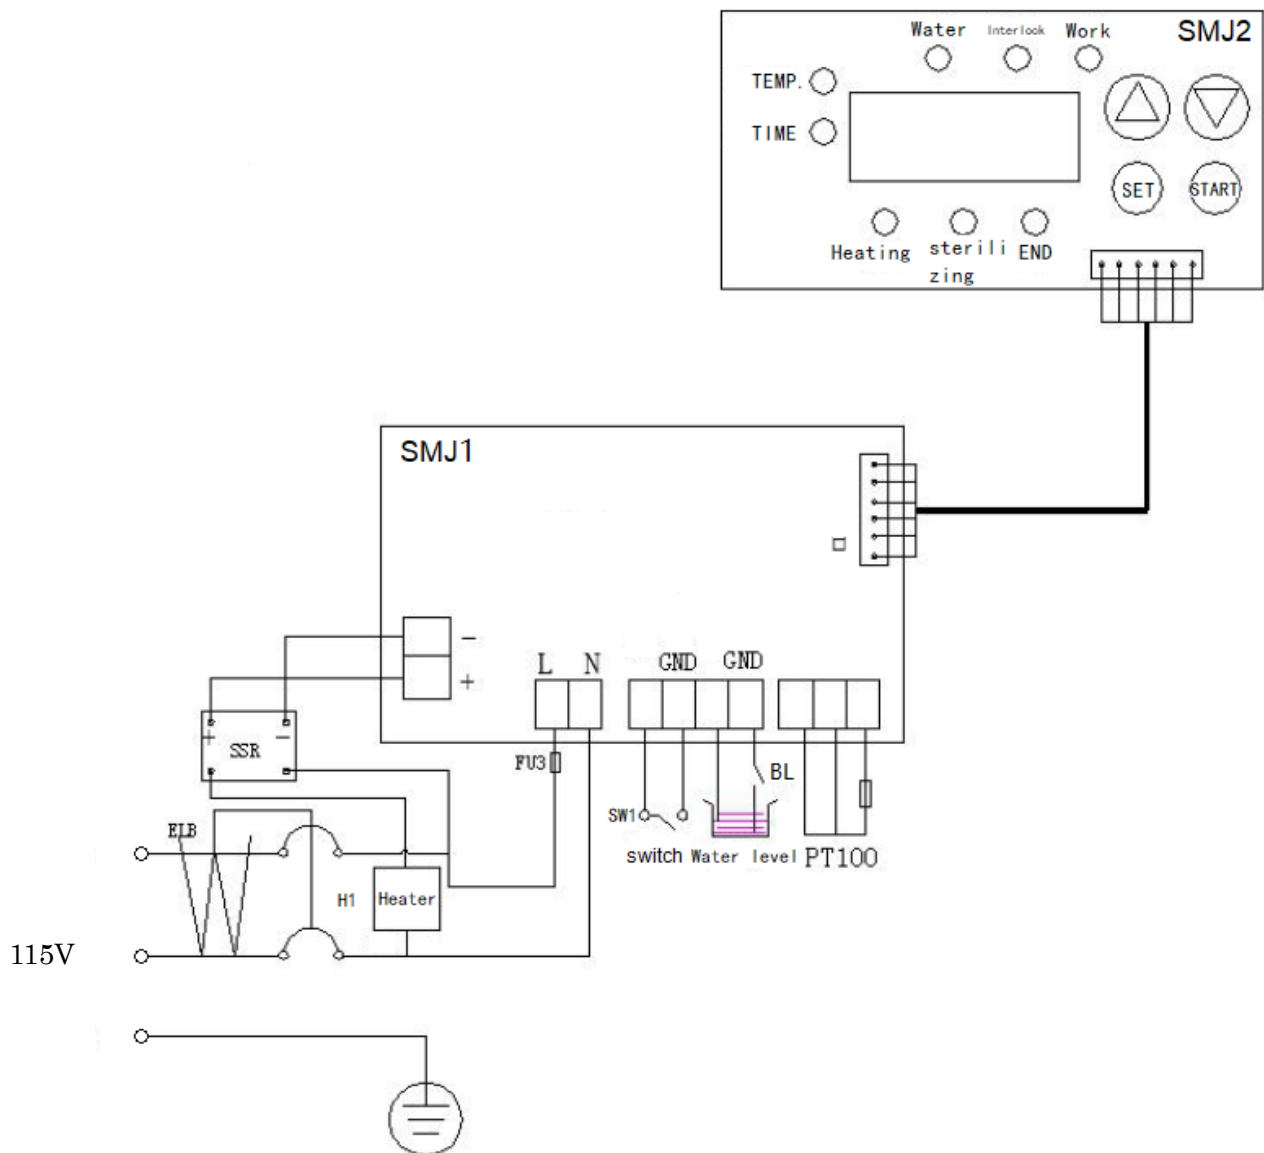 Water Interlook Work SMJ2
TEMP.
TIME
SET START
Heating sterili END
zing
SMJ1
-
L N GND GND
+
+ -
SSR
FU3
BL
SW1
ELB
switch Water level PT100
H1 Heater
115V